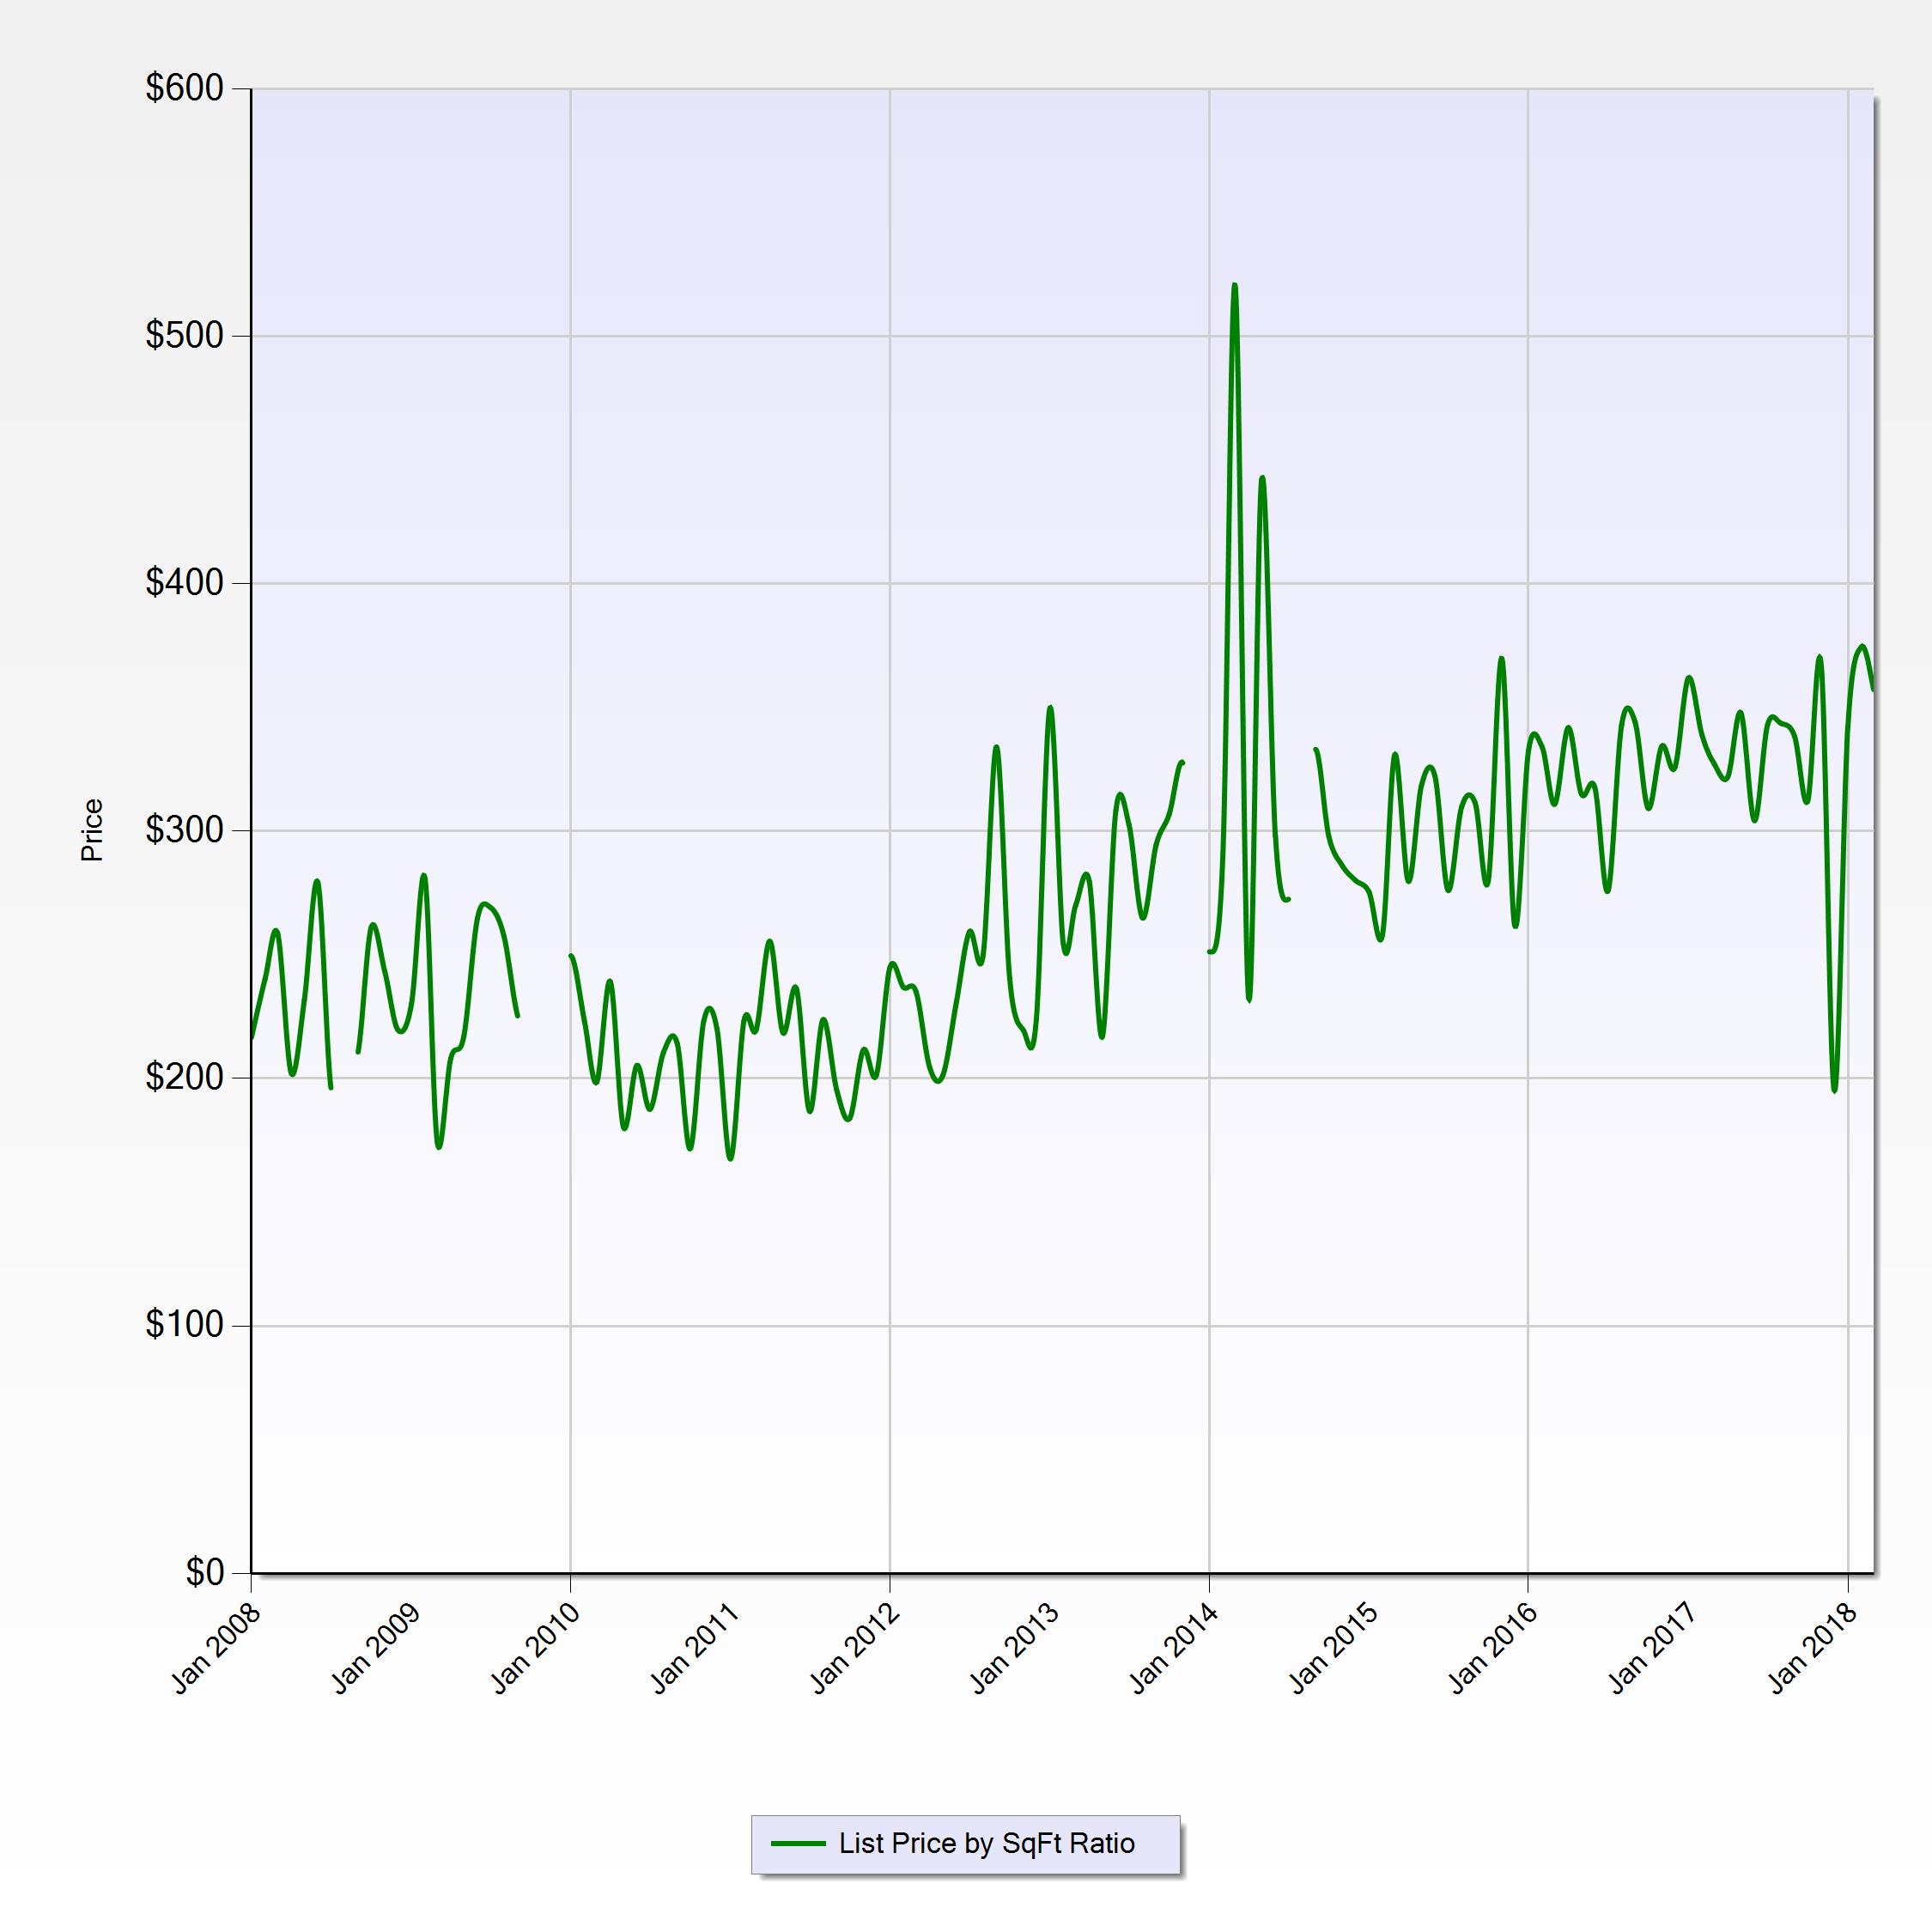 $600
$500
$400
$300
$200
$100
$0
Price
Jan 2008
Jan 2009
Jan 2010
Jan 2011
Jan 2012
Jan 2013
Jan 2014
Jan 2015
Jan 2016
Jan 2017
Jan 2018
List Price by SqFt Ratio